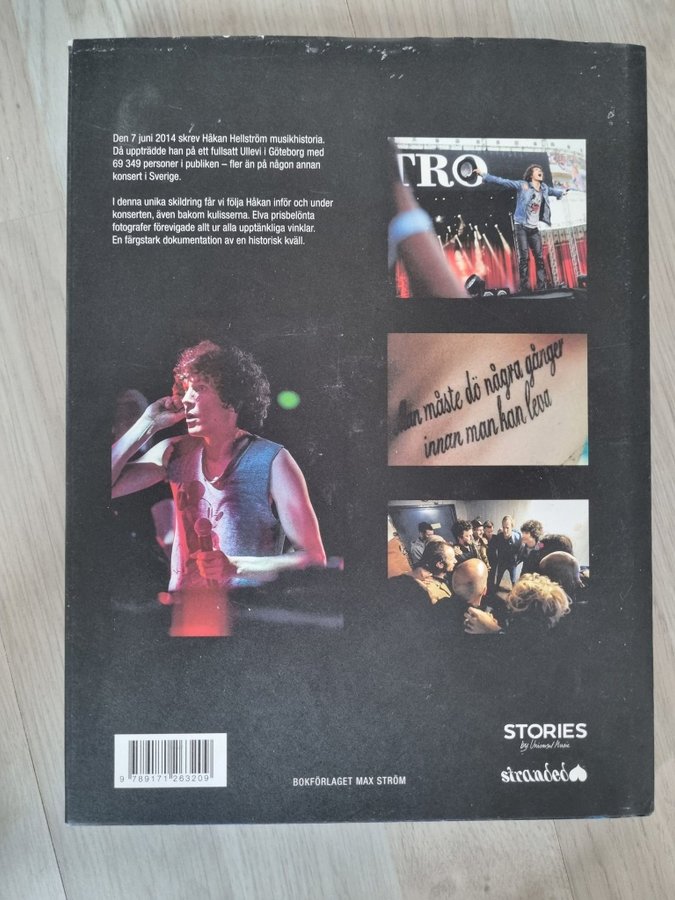 Den 7 juni 2014 skrev Håkan Hellström musikhistoria.
Då uppträdde han på ett fullsatt Ullevi i Göteborg med
69 349 personer i publiken – fler än på någon annan
konsert i Sverige.
I denna unika skildring får vi följa Håkan inför och under
konserten, även bakom kulisserna. Elva prisbelönta
fotografer förevigade allt ur alla upptänkliga vinklar.
En färgstark dokumentation av en historisk kväll.
TRO
måste dö några gånger
innan man kan leva
9 789171 263209
BOKFÖRLAGET MAX STRÖM
STORIES
by Universal Music
stranded